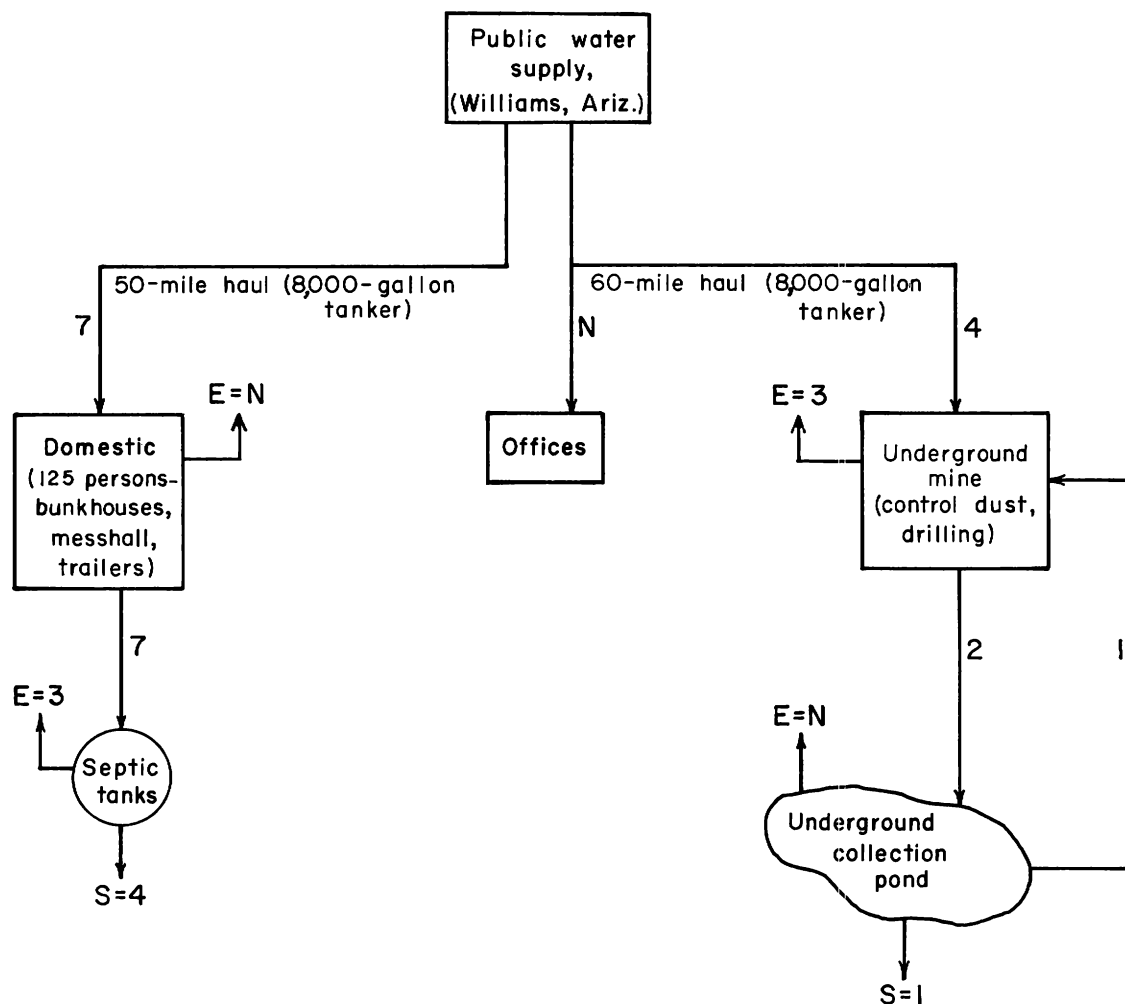 Public water
supply,
(Williams, Ariz.)
50-mile haul (8,000-gallon
tanker)
60-mile haul (8,000-gallon
tanker)
7
N
4
E=N
E=3
Domestic
(125 persons-
bunkhouses,
messhall,
trailers)
Offices
Underground
mine
(control dust,
drilling)
7
2
1
E=3
E=N
Septic
tanks
Underground
collection
pond
S=4
S=1